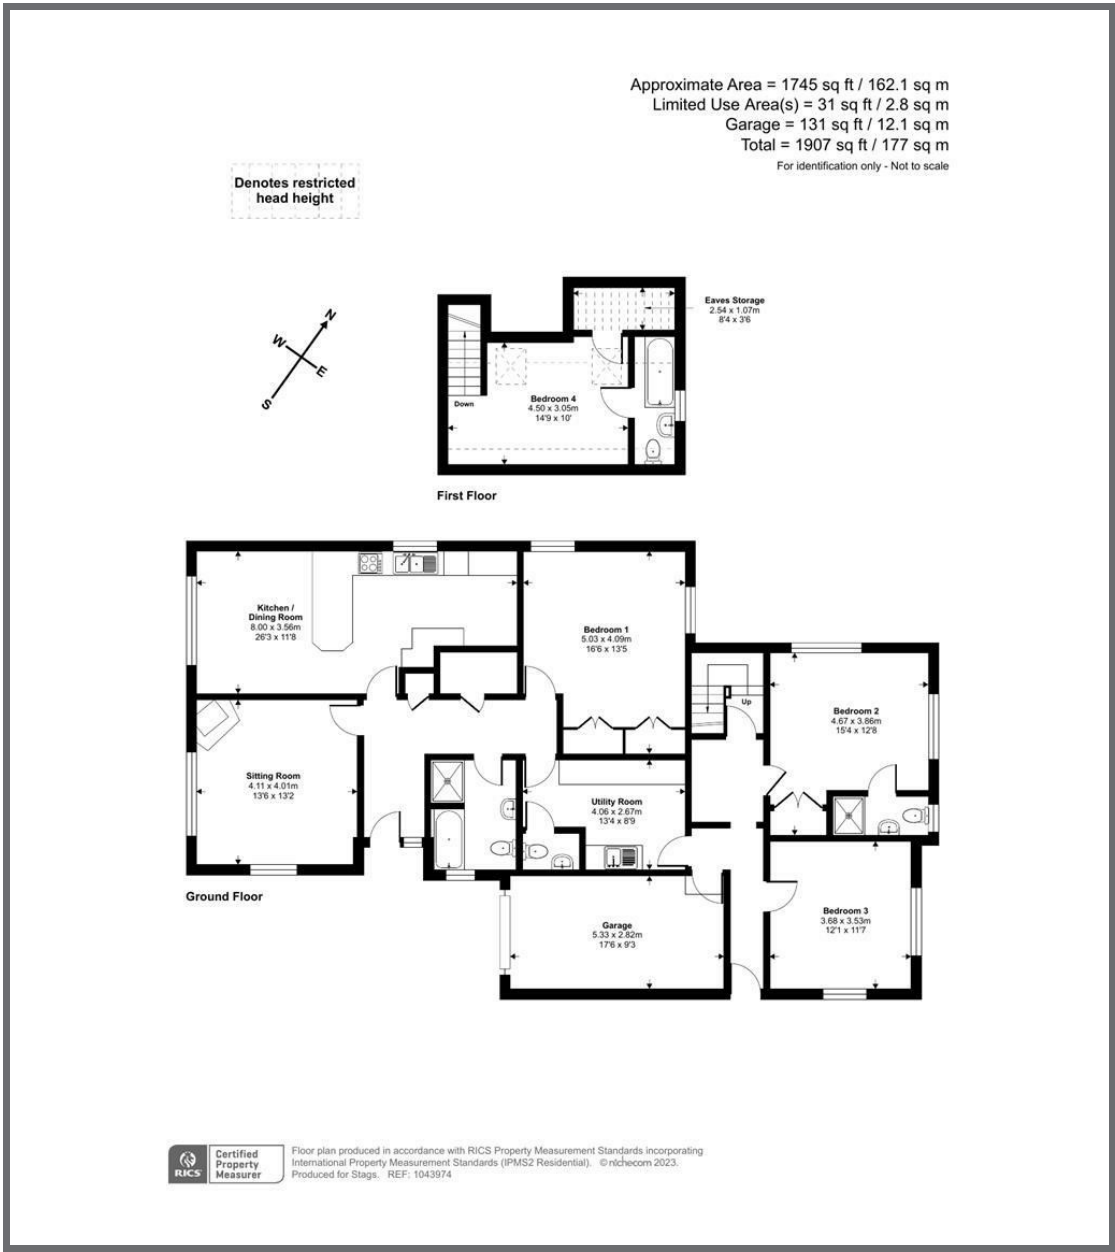 Approximate Area = 1745 sq ft / 162.1 sq m
Limited Use Area(s) = 31 sq ft / 2.8 sq m
Garage = 131 sq ft / 12.1 sq m
Total = 1907 sq ft / 177 sq m
For identification only - Not to scale
Denotes restricted
head height
N
W
E
S
Eaves Storage
2.54 x 1.07m
8'4 x 3'6
Bedroom 4
4.50 x 3.05m
14'9 x 10'
Down
First Floor
Kitchen /
Dining Room
8.00 x 3.56m
26'3 x 11'8
Bedroom 1
5.03 x 4.09m
16'6 x 13'5
Up
Bedroom 2
4.67 x 3.86m
15'4 x 12'8
Sitting Room
4.11 x 4.01m
13'6 x 13'2
Utility Room
4.06 x 2.67m
13'4 x 8'9
Ground Floor
Garage
5.33 x 2.82m
17'6 x 9'3
Bedroom 3
3.68 x 3.53m
12'1 x 11'7
RICS
Certified
Property
Measurer
Floor plan produced in accordance with RICS Property Measurement Standards incorporating
International Property Measurement Standards (IPMS2 Residential). © nichecom 2023.
Produced for Stags. REF: 1043974